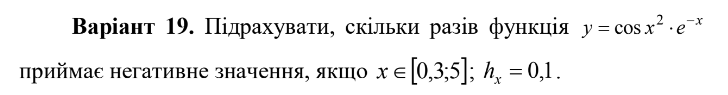 Варіант 19. Підрахувати, скільки разів функція y = cos x² · e⁻ˣ
приймає негативне значення, якщо x ∈ [0,3;5]; hₓ = 0,1.